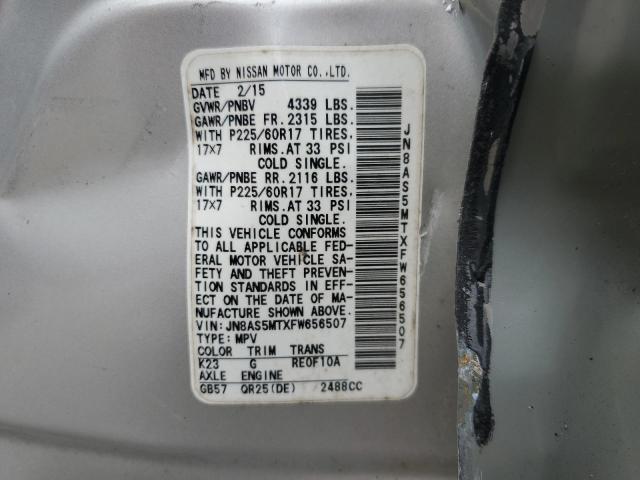 MFD BY NISSAN MOTOR CO.,LTD.
DATE 2/15
GVWR/PNBV 4339 LBS.
GAWR/PNBE FR. 2315 LBS.
WITH P225/60R17 TIRES,
17X7 RIMS.AT 33 PSI
COLD SINGLE.
GAWR/PNBE RR. 2116 LBS.
WITH P225/60R17 TIRES,
17X7 RIMS.AT 33 PSI
COLD SINGLE.
THIS VEHICLE CONFORMS
TO ALL APPLICABLE FED-
ERAL MOTOR VEHICLE SA-
FETY AND THEFT PREVEN-
TION STANDARDS IN EFF-
ECT ON THE DATE OF MA-
NUFACTURE SHOWN ABOVE.
VIN: JN8AS5MTXFW656507
TYPE: MPV
COLOR TRIM TRANS
K23 G RE0F10A
AXLE ENGINE
GB57 QR25(DE) 2488CC
JN8AS5MTXFW656507